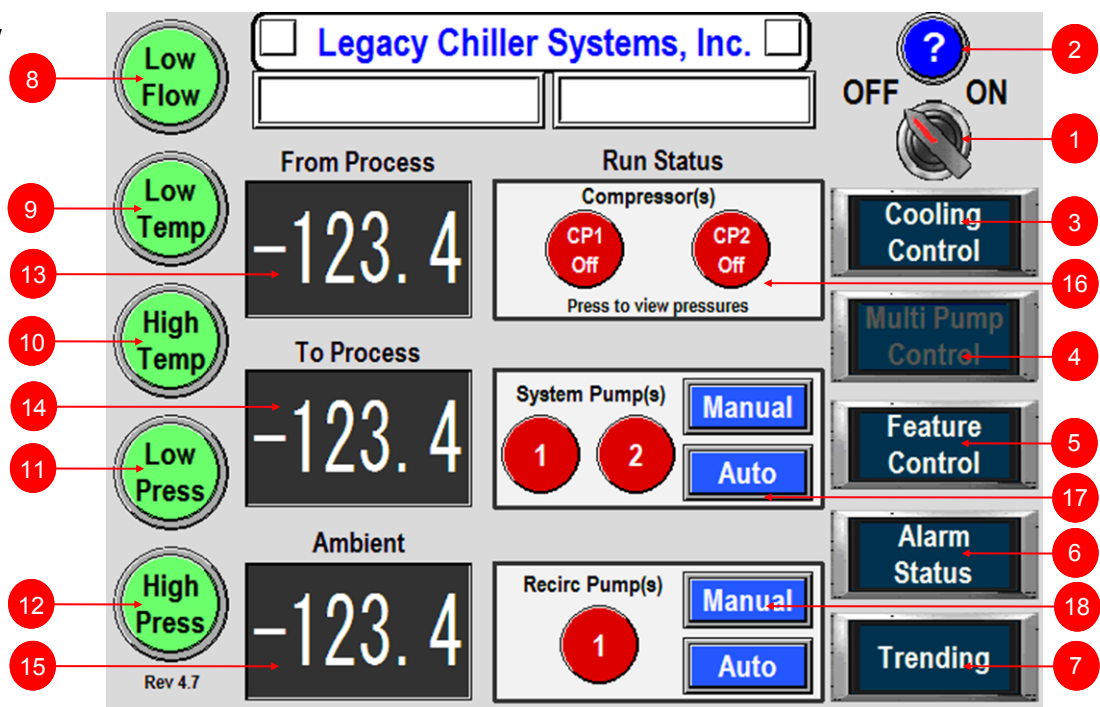 Low
Flow
8
Legacy Chiller Systems, Inc.
?
2
OFF ON
1
Low
Temp
9
From Process
-123. 4
13
Run Status
Compressor(s)
CP1
Off
CP2
Off
Press to view pressures
16
Cooling
Control
3
High
Temp
10
To Process
-123. 4
14
Multi Pump
Control
4
Low
Press
11
System Pump(s)
1 2
Manual
Auto
17
Feature
Control
5
Alarm
Status
6
High
Press
12
Ambient
-123. 4
15
Recirc Pump(s)
1
Manual
18
Auto
Trending
7
Rev 4.7